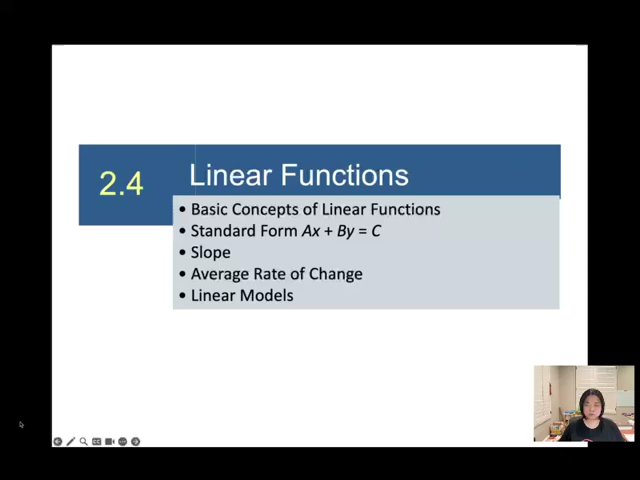 2.4
Linear Functions
• Basic Concepts of Linear Functions
• Standard Form Ax + By = C
• Slope
• Average Rate of Change
• Linear Models